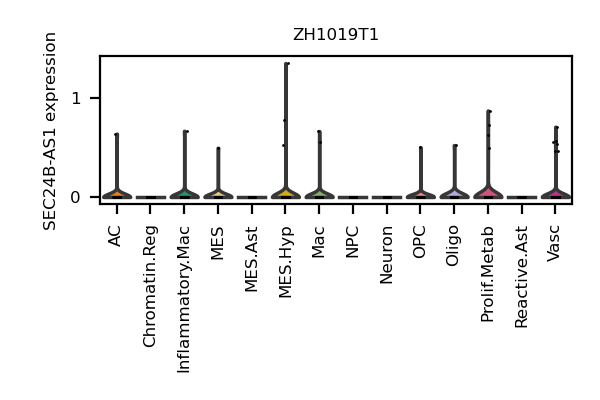 ZH1019T1
SEC24B-AS1 expression
1
0
AC
Chromatin.Reg
Inflammatory.Mac
MES
MES.Ast
MES.Hyp
Mac
NPC
Neuron
OPC
Oligo
Prolif.Metab
Reactive.Ast
Vasc